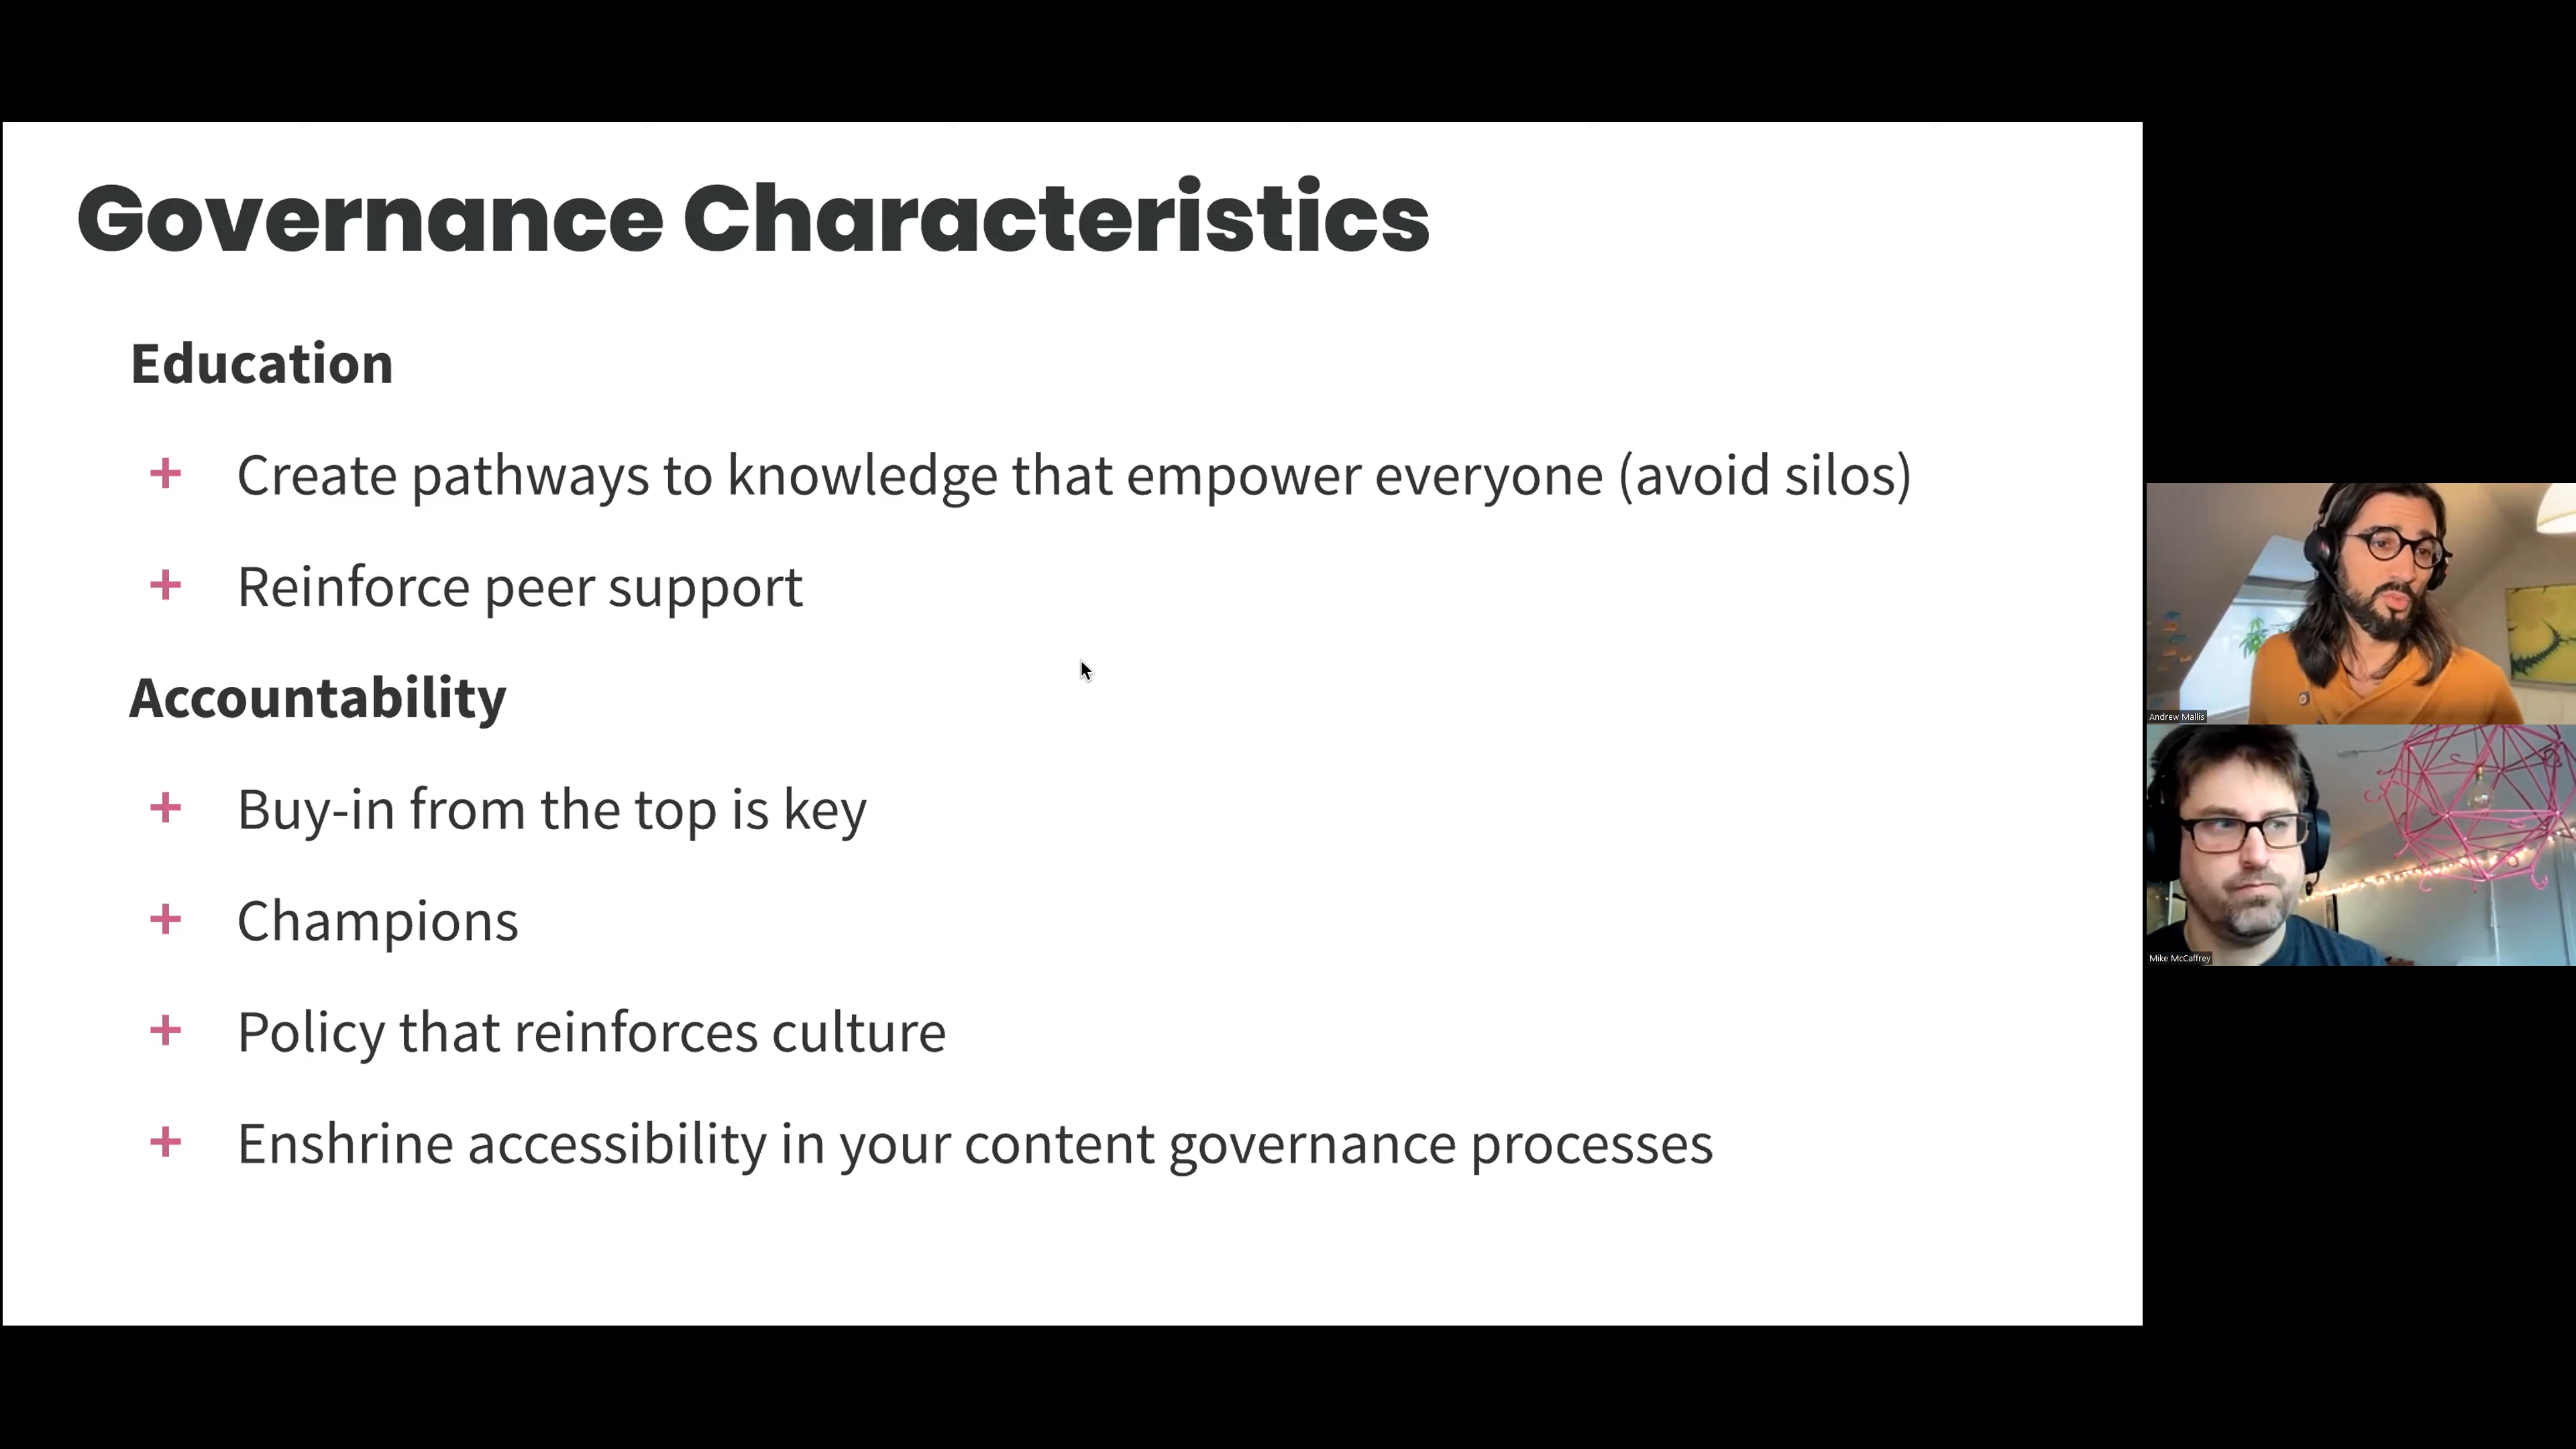 Governance Characteristics
Education
+ Create pathways to knowledge that empower everyone (avoid silos)
+ Reinforce peer support
Accountability
+ Buy-in from the top is key
+ Champions
+ Policy that reinforces culture
+ Enshrine accessibility in your content governance processes
Andrew Mallis
Mike McCaffrey